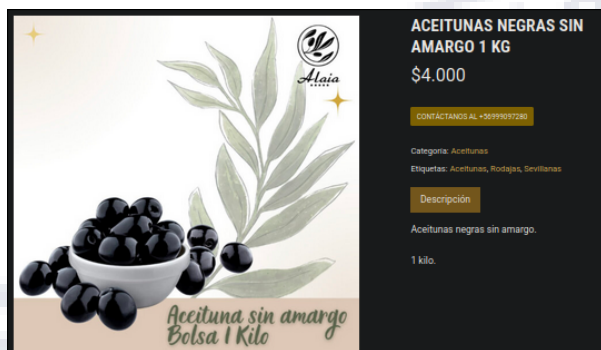 Alaia
Aceituna sin amargo
Bolsa 1 Kilo
ACEITUNAS NEGRAS SIN
AMARGO 1 KG
$4.000
CONTÁCTANOS AL +56999097280
Categoría: Aceitunas
Etiquetas: Aceitunas, Rodajas, Sevillanas
Descripción
Aceitunas negras sin amargo.
1 kilo.